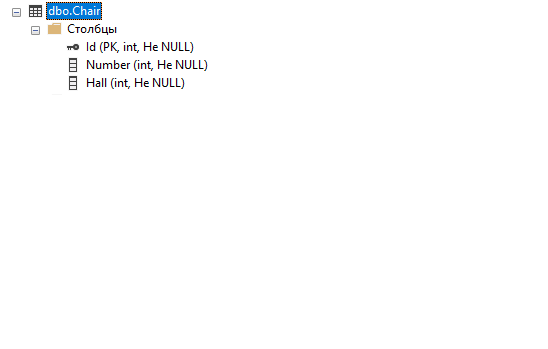 dbo.Chair
Столбцы
Id (PK, int, Не NULL)
Number (int, Не NULL)
Hall (int, Не NULL)